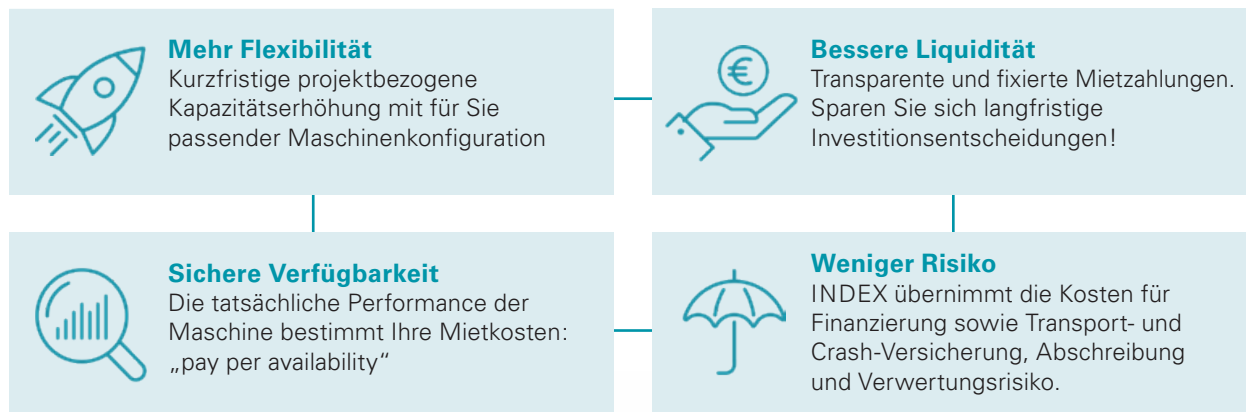 Mehr Flexibilität
Kurzfristige projektbezogene
Kapazitätserhöhung mit für Sie
passender Maschinenkonfiguration
Bessere Liquidität
Transparente und fixierte Mietzahlungen.
Sparen Sie sich langfristige
Investitionsentscheidungen!
Sichere Verfügbarkeit
Die tatsächliche Performance der
Maschine bestimmt Ihre Mietkosten:
„pay per availability“
Weniger Risiko
INDEX übernimmt die Kosten für
Finanzierung sowie Transport- und
Crash-Versicherung, Abschreibung
und Verwertungsrisiko.